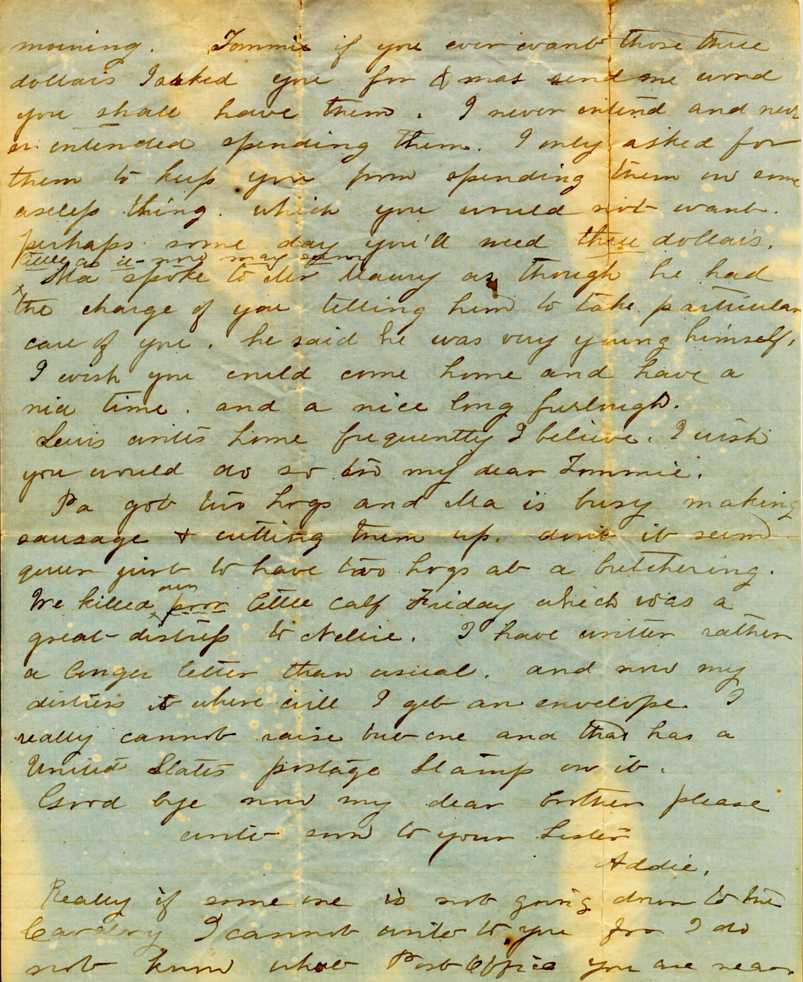 morning. Tommie if you ever want those three
dollars I asked you for Xmas send me word
you shall have them. I never intend and nev
er intended spending them. I only asked for
them to keep you from spending them on some
useless thing. which you would not want.
perhaps some day you'll need these dollars.
little as it now may seem
Ma spoke to Mr Maury as though he had
the charge of you telling him to take particular
care of you. he said he was very young himself,
I wish you could come home and have a
nice time. and a nice long furlough.
Lewis writes home frequently I believe. I wish
you would do so too my dear Tommie.
Pa got two hogs and Ma is busy making
sausage & cutting them up. don't it seem
queer just to have two hogs at a butchering.
We killed our poor little calf Friday which was a
great distress to Nellie. I have writen rather
a longer letter than usual. and now my
distress is where will I get an envelope. I
really cannot raise but one and that has a
United States postage Stamp on it.
Good bye now my dear brother please
write soon to your Sister
Addie.
Really if some one is not going down to the
Cavalry I cannot write to you for I do
not know what Post Office you are near